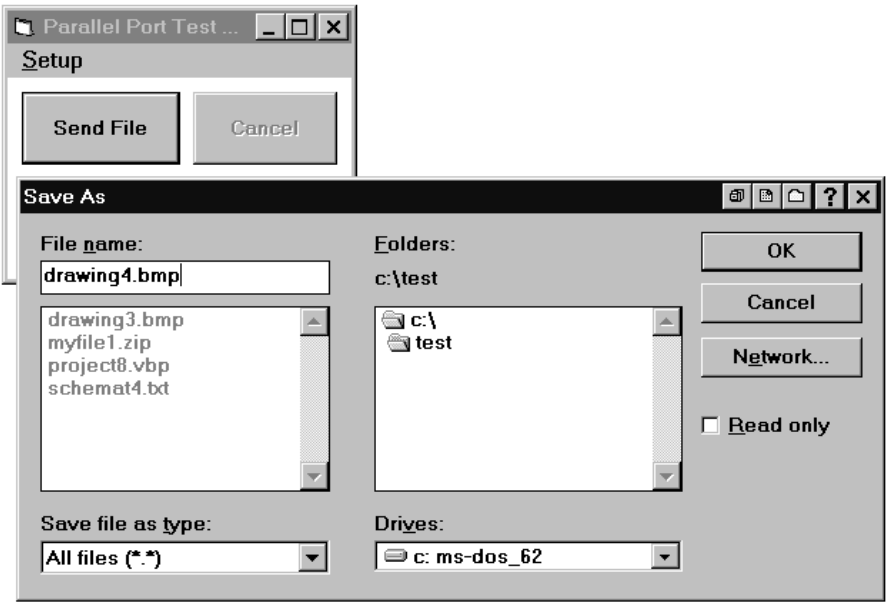 Parallel Port Test ...
Setup
Send File
Cancel
Save As
File name:
drawing4.bmp
drawing3.bmp
myfile1.zip
project8.vbp
schemat4.txt
Save file as type:
All files (*.*)
Folders:
c:\test
c:\
test
Drives:
c: ms-dos_62
OK
Cancel
Network...
Read only